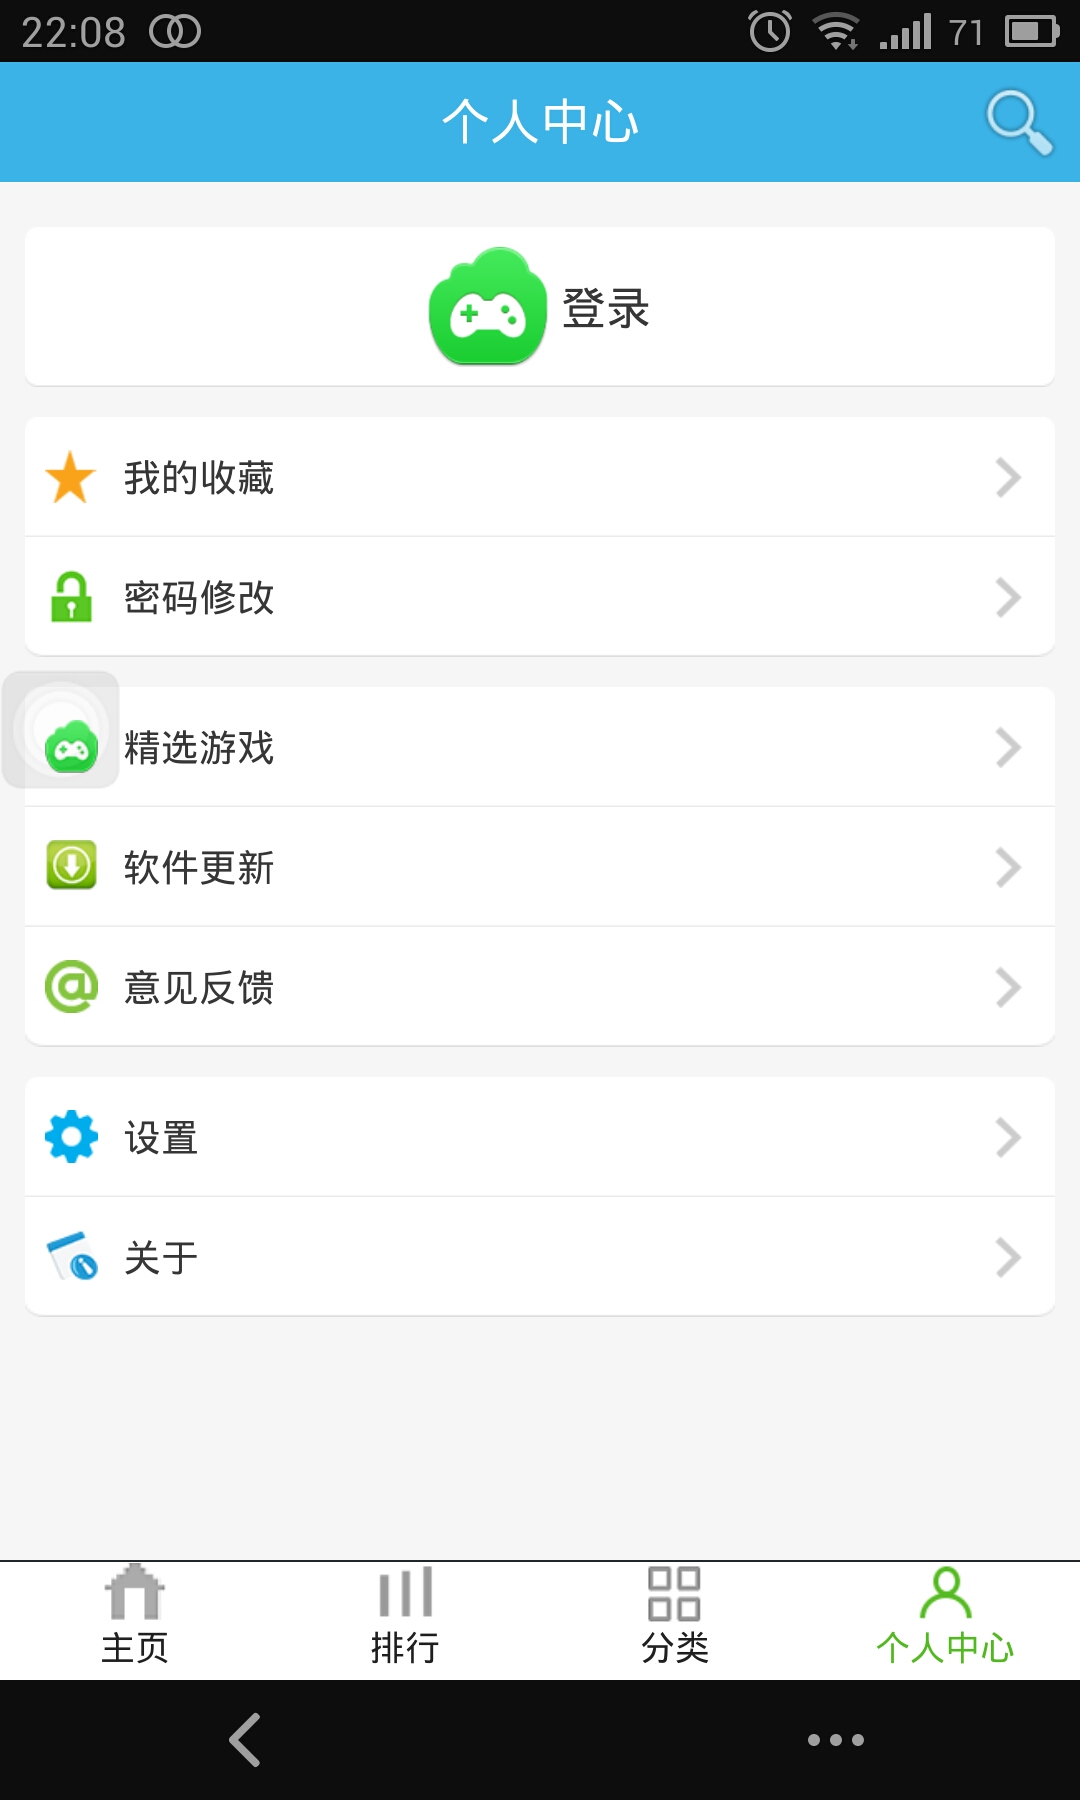 22:08
71
个人中心
登录
我的收藏
密码修改
精选游戏
软件更新
意见反馈
设置
关于
主页
排行
分类
个人中心